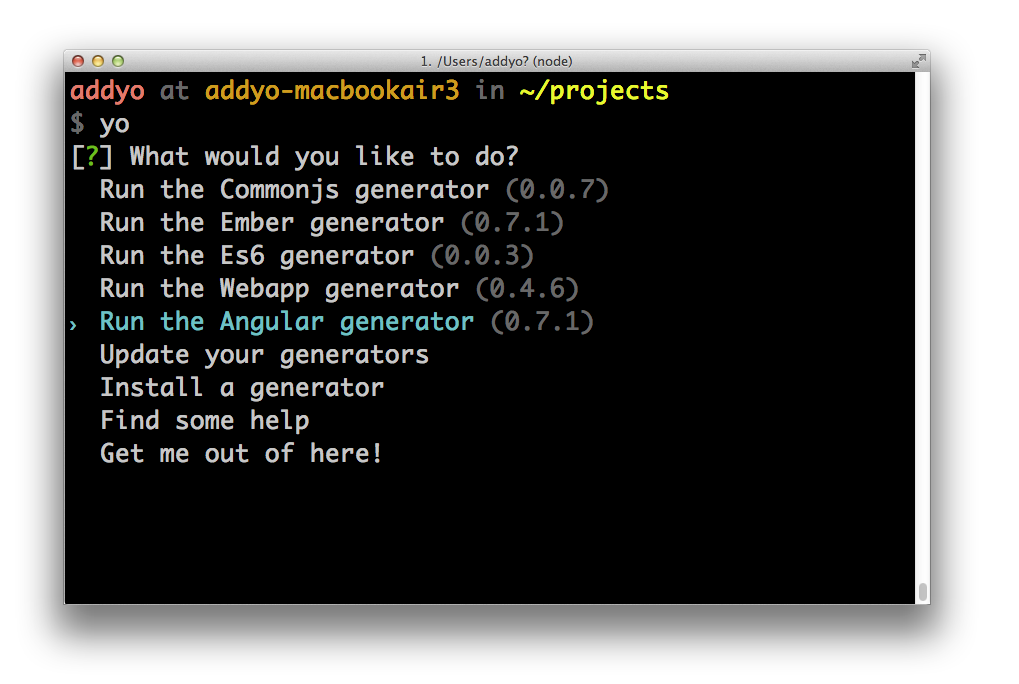 1. /Users/addyo? (node)
addyo at addyo-macbookair3 in ~/projects
$ yo
[?] What would you like to do?
Run the Commonjs generator (0.0.7)
Run the Ember generator (0.7.1)
Run the Es6 generator (0.0.3)
Run the Webapp generator (0.4.6)
› Run the Angular generator (0.7.1)
Update your generators
Install a generator
Find some help
Get me out of here!